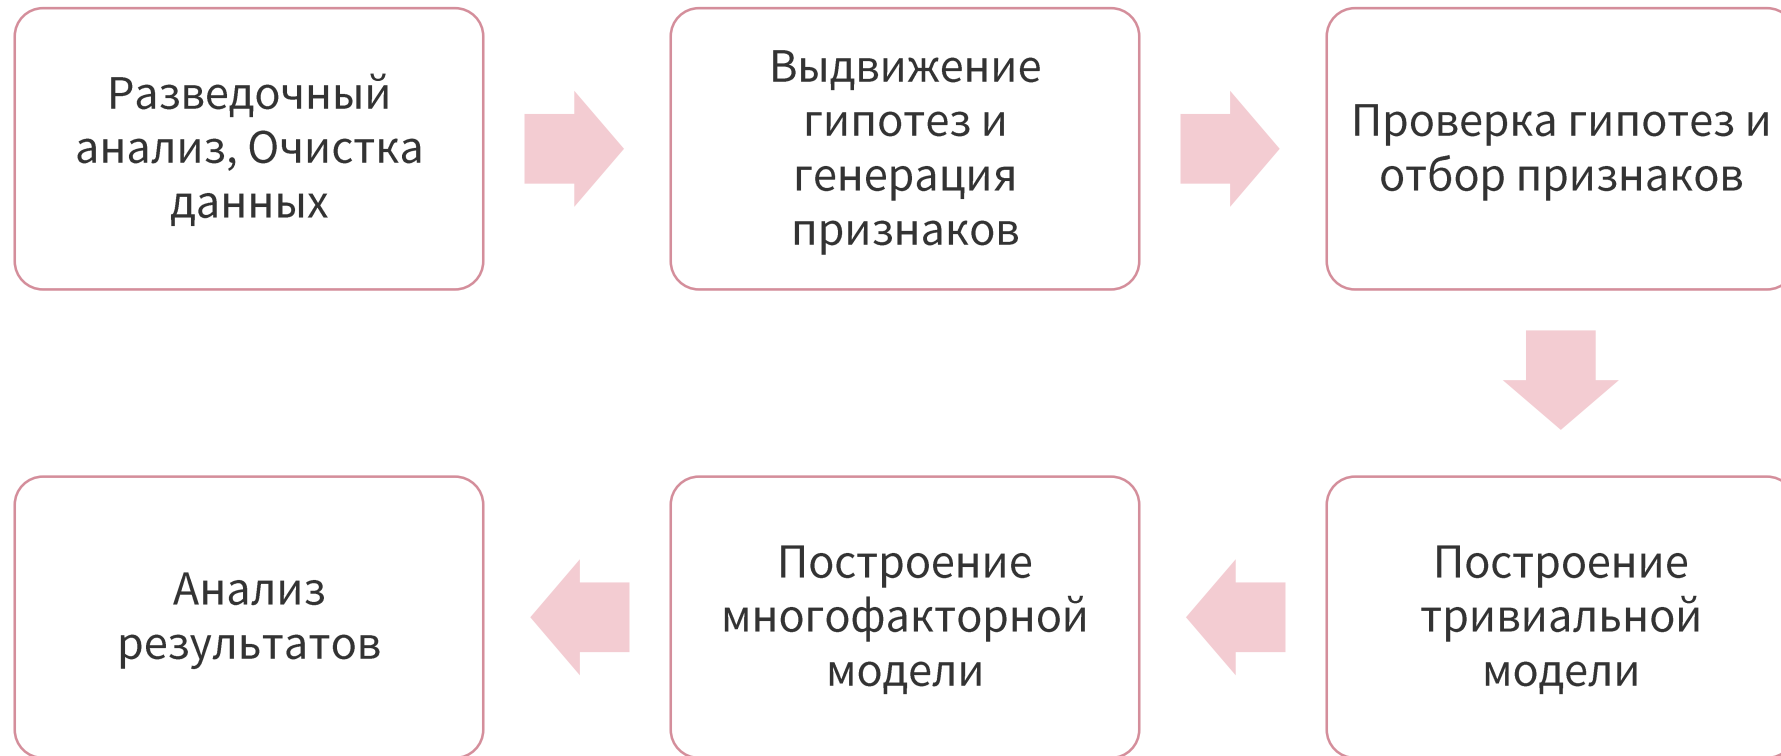 Разведочный
анализ, Очистка
данных
Выдвижение
гипотез и
генерация
признаков
Проверка гипотез и
отбор признаков
Построение
тривиальной
модели
Построение
многофакторной
модели
Анализ
результатов